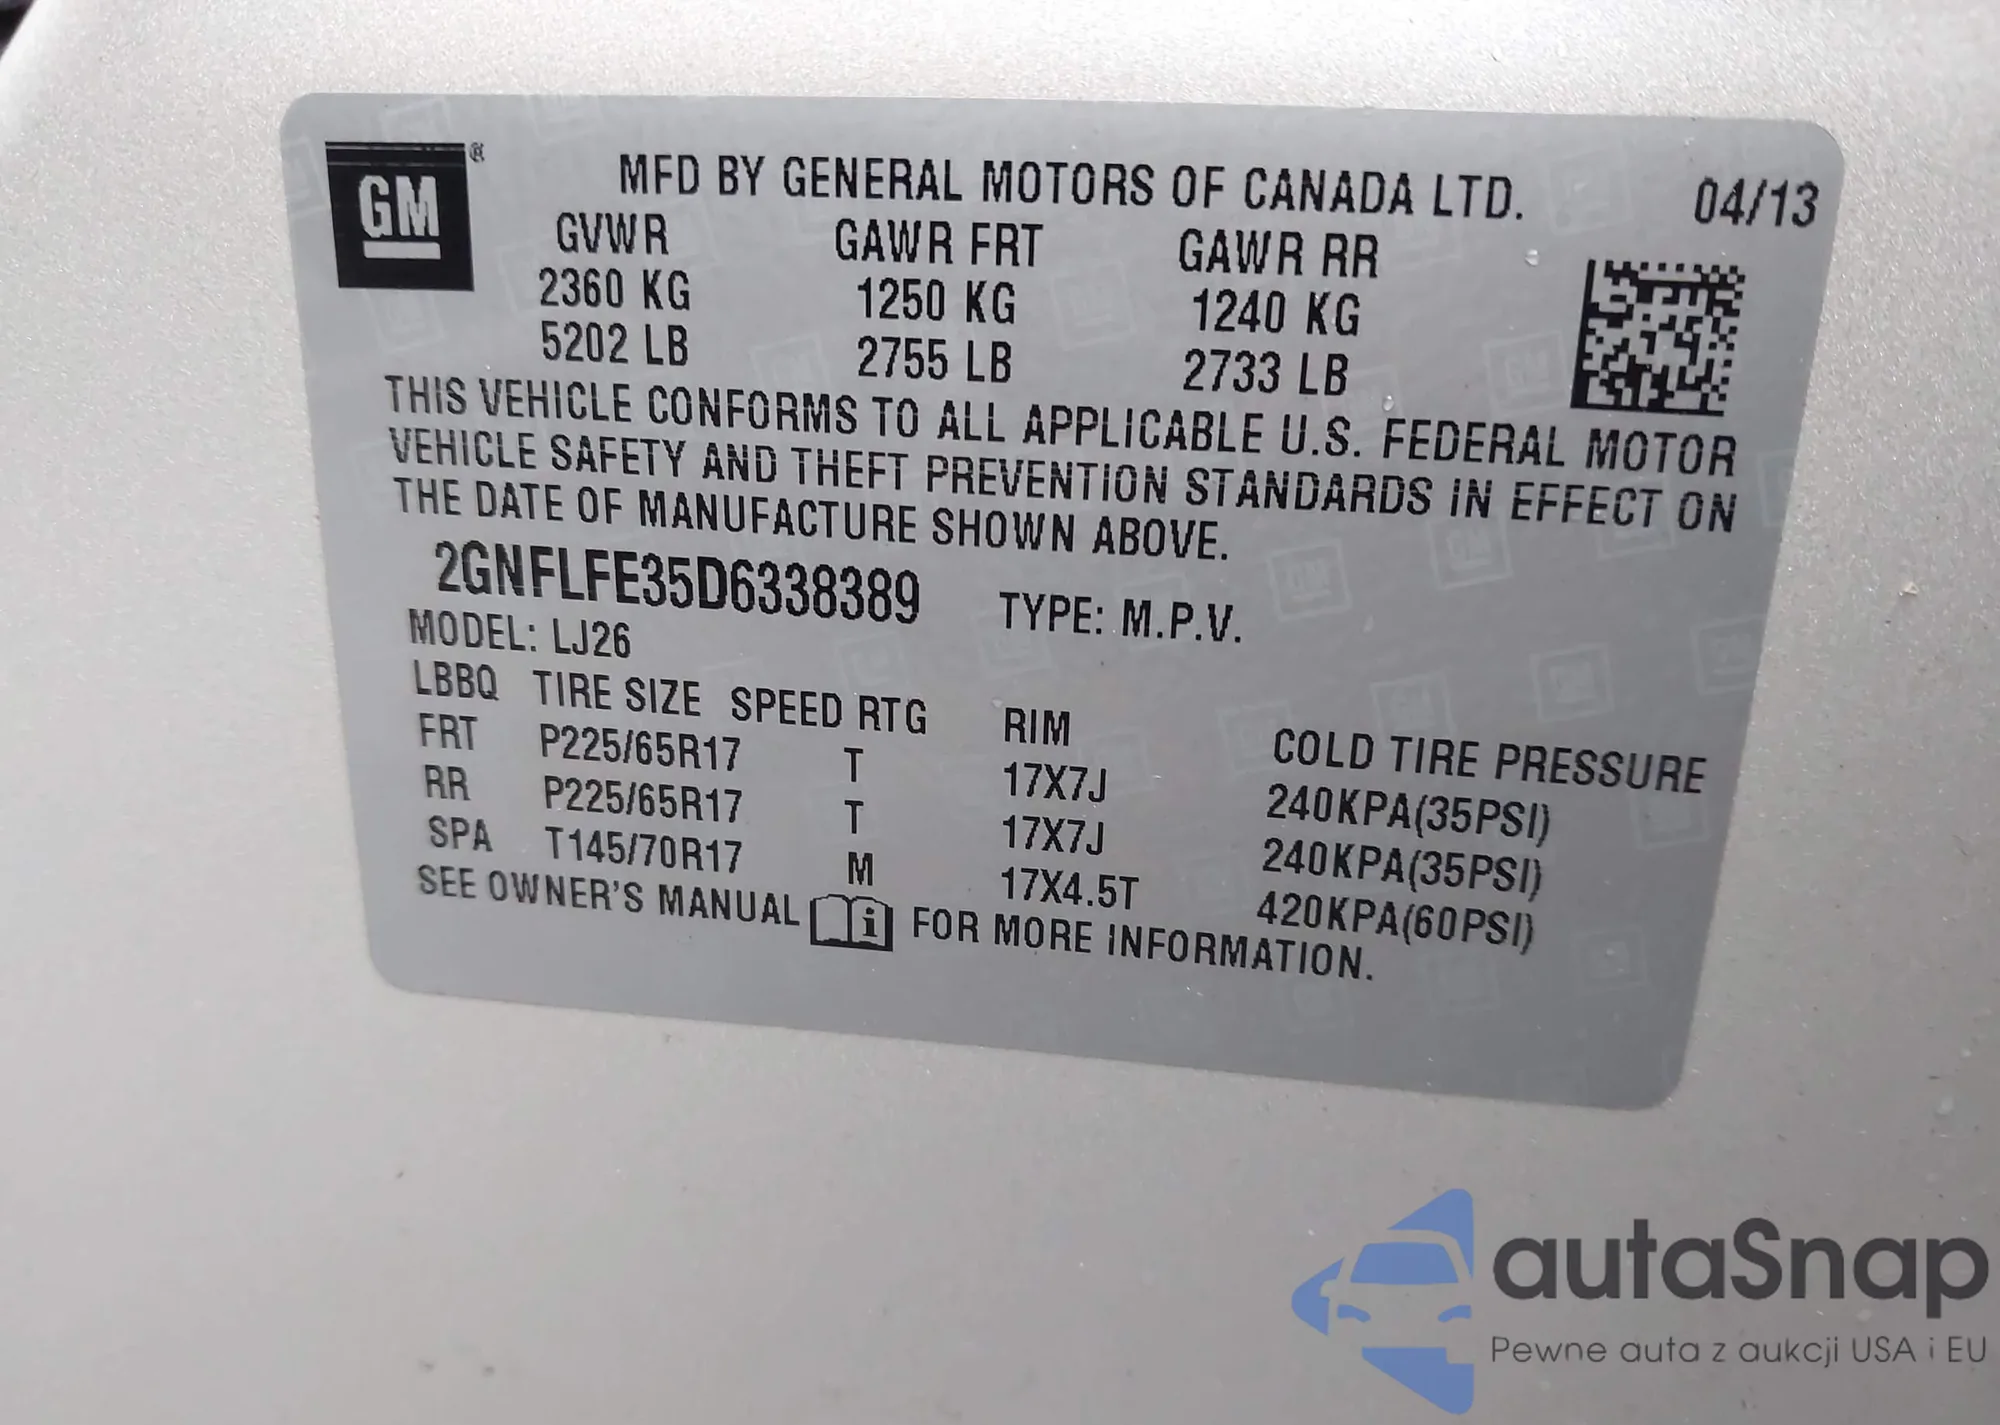 GM ®
MFD BY GENERAL MOTORS OF CANADA LTD. 04/13
GVWR GAWR FRT GAWR RR
2360 KG 1250 KG 1240 KG
5202 LB 2755 LB 2733 LB
THIS VEHICLE CONFORMS TO ALL APPLICABLE U.S. FEDERAL MOTOR
VEHICLE SAFETY AND THEFT PREVENTION STANDARDS IN EFFECT ON
THE DATE OF MANUFACTURE SHOWN ABOVE.
2GNFLFE35D6338389 TYPE: M.P.V.
MODEL: LJ26
LBBQ TIRE SIZE SPEED RTG RIM COLD TIRE PRESSURE
FRT P225/65R17 T 17X7J 240KPA(35PSI)
RR P225/65R17 T 17X7J 240KPA(35PSI)
SPA T145/70R17 M 17X4.5T 420KPA(60PSI)
SEE OWNER'S MANUAL i FOR MORE INFORMATION.
autaSnap
Pewne auta z aukcji USA i EU